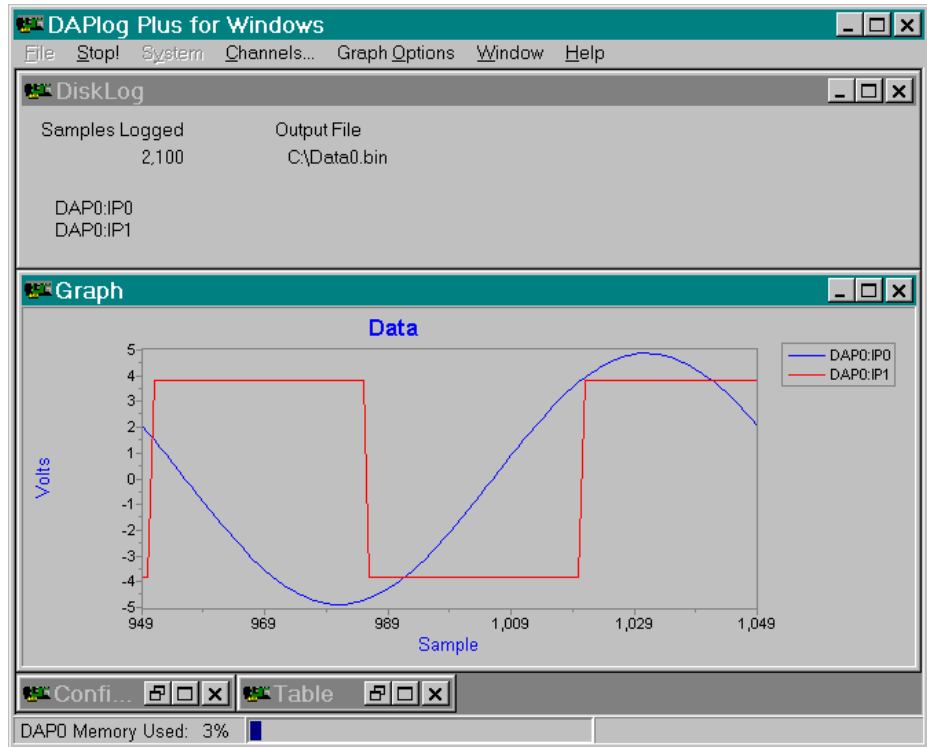 DAPlog Plus for Windows
File Stop! System Channels... Graph Options Window Help
DiskLog
Samples Logged Output File
2,100 C:\Data0.bin
DAP0:IP0
DAP0:IP1
Graph
Data
DAP0:IP0
DAP0:IP1
Volts
5
4
3
2
1
0
-1
-2
-3
-4
-5
949 969 989 1,009 1,029 1,049
Sample
Confi... Table
DAP0 Memory Used: 3%